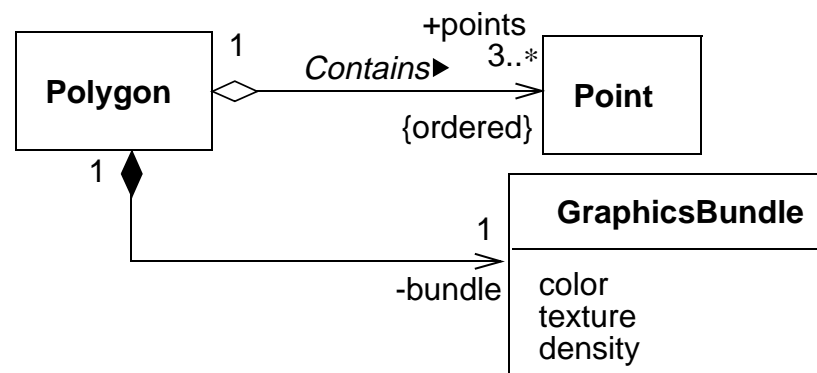 +points
1
3..*
Contains
Polygon
Point
{ordered}
1
GraphicsBundle
1
-bundle
color
texture
density